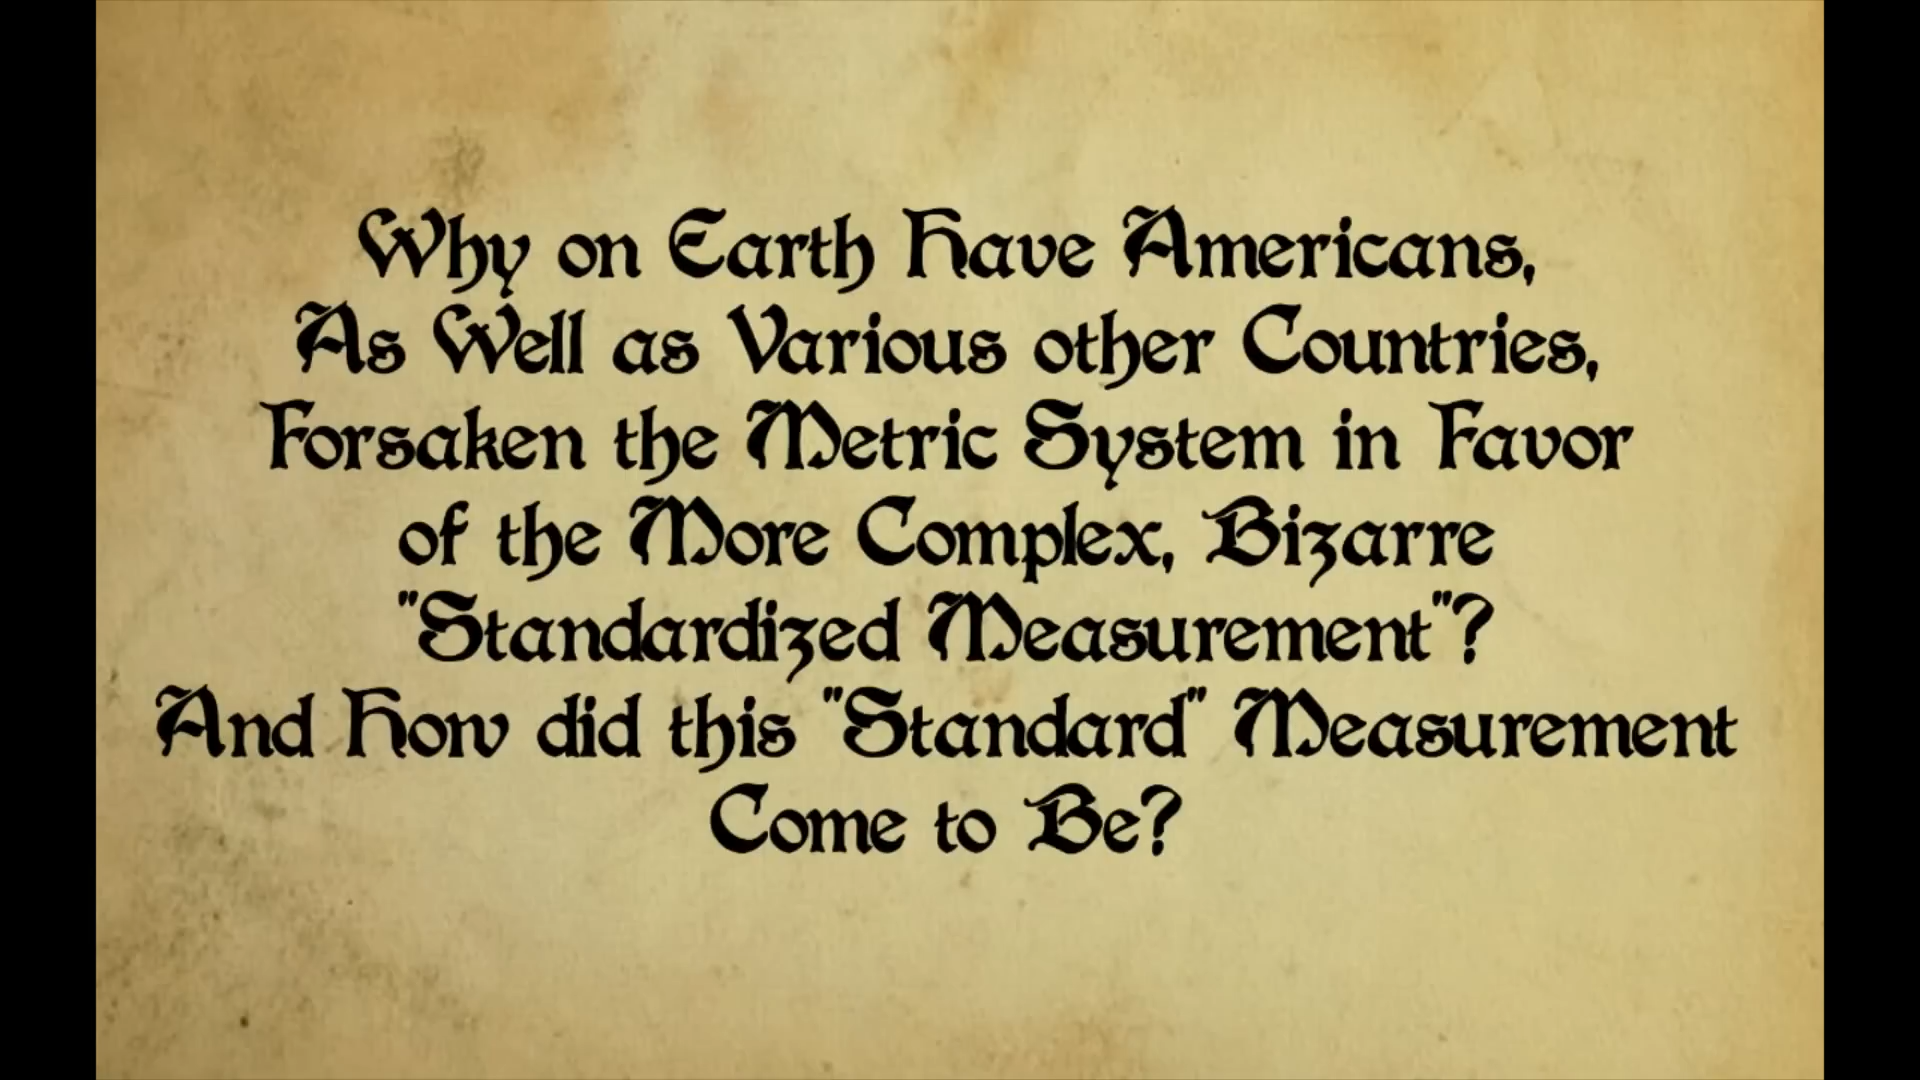 Why on Earth Have Americans,
As Well as Various other Countries,
Forsaken the Metric System in Favor
of the More Complex, Bizarre
"Standardized Measurement"?
And How did this "Standard" Measurement
Come to Be?